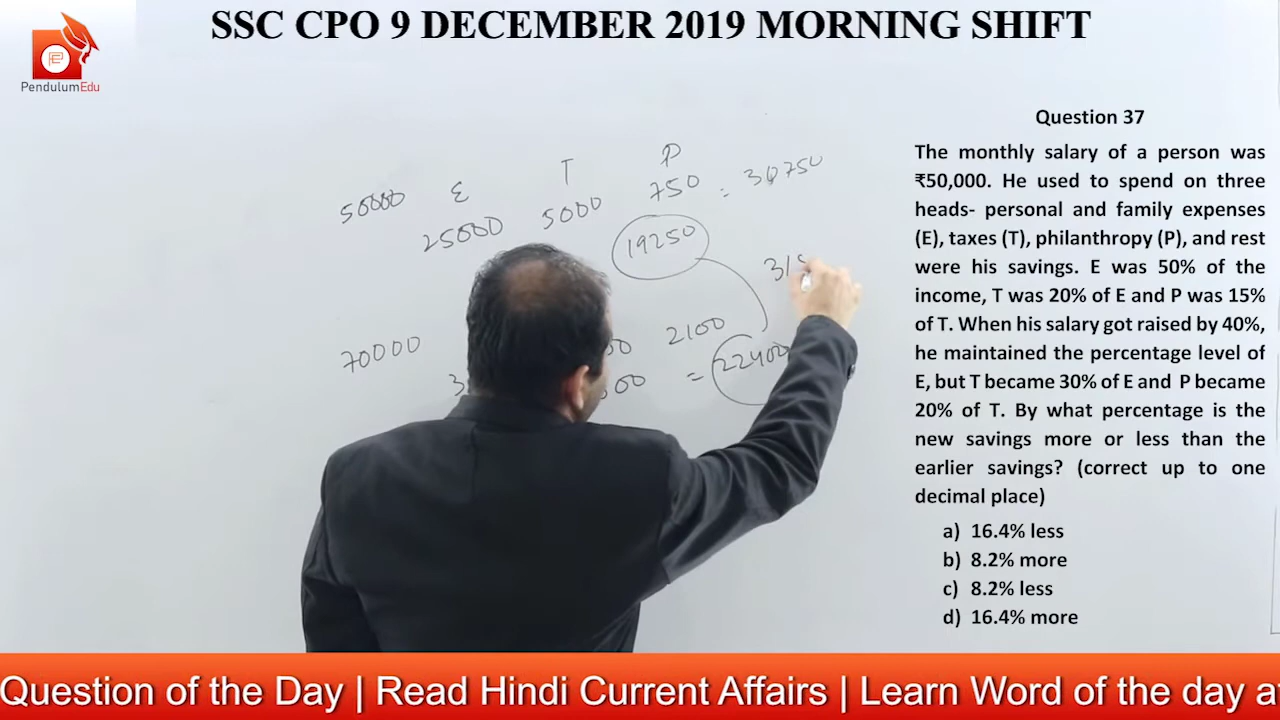 SSC CPO 9 DECEMBER 2019 MORNING SHIFT
PendulumEdu
Question 37
The monthly salary of a person was
₹50,000. He used to spend on three
heads- personal and family expenses
(E), taxes (T), philanthropy (P), and rest
were his savings. E was 50% of the
income, T was 20% of E and P was 15%
of T. When his salary got raised by 40%,
he maintained the percentage level of
E, but T became 30% of E and P became
20% of T. By what percentage is the
new savings more or less than the
earlier savings? (correct up to one
decimal place)
a) 16.4% less
b) 8.2% more
c) 8.2% less
d) 16.4% more
E T P
50000 25000 5000 750 = 30750
19250
31
70000 00 2100
3 00 = 22400
Question of the Day | Read Hindi Current Affairs | Learn Word of the day a